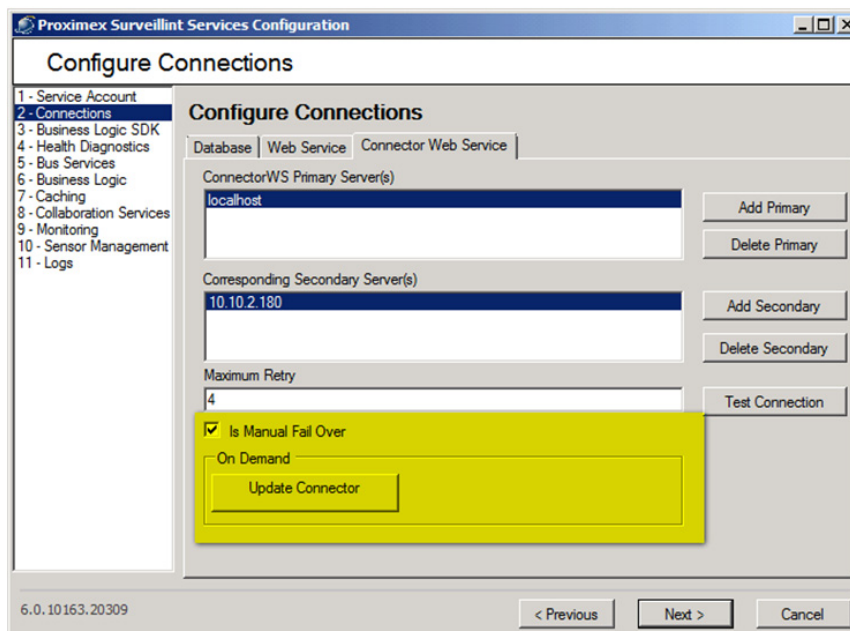 Proximex Surveillint Services Configuration
Configure Connections
1 - Service Account
2 - Connections
3 - Business Logic SDK
4 - Health Diagnostics
5 - Bus Services
6 - Business Logic
7 - Caching
8 - Collaboration Services
9 - Monitoring
10 - Sensor Management
11 - Logs
Configure Connections
Database
Web Service
Connector Web Service
ConnectorWS Primary Server(s)
localhost
Add Primary
Delete Primary
Corresponding Secondary Server(s)
10.10.2.180
Add Secondary
Delete Secondary
Maximum Retry
4
Test Connection
Is Manual Fail Over
On Demand
Update Connector
6.0.10163.20309
< Previous
Next >
Cancel